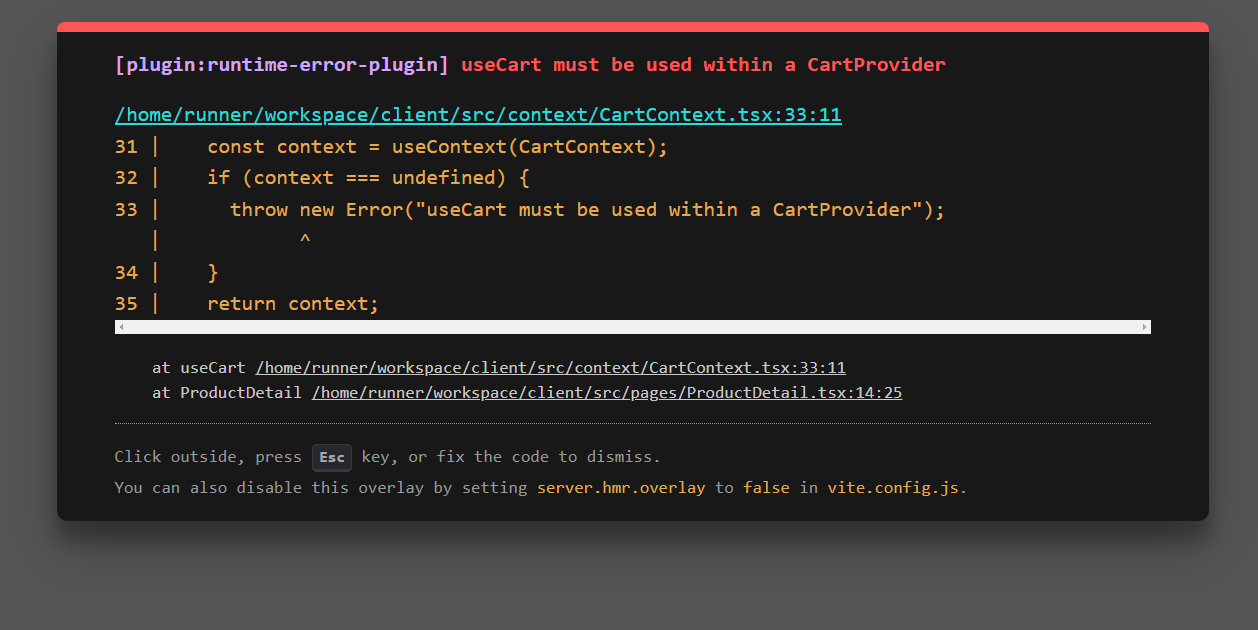 [plugin:runtime-error-plugin] useCart must be used within a CartProvider
/home/runner/workspace/client/src/context/CartContext.tsx:33:11
31 |    const context = useContext(CartContext);
32 |    if (context === undefined) {
33 |      throw new Error("useCart must be used within a CartProvider");
   |            ^
34 |    }
35 |    return context;
at useCart /home/runner/workspace/client/src/context/CartContext.tsx:33:11
at ProductDetail /home/runner/workspace/client/src/pages/ProductDetail.tsx:14:25
Click outside, press Esc key, or fix the code to dismiss.
You can also disable this overlay by setting server.hmr.overlay to false in vite.config.js.